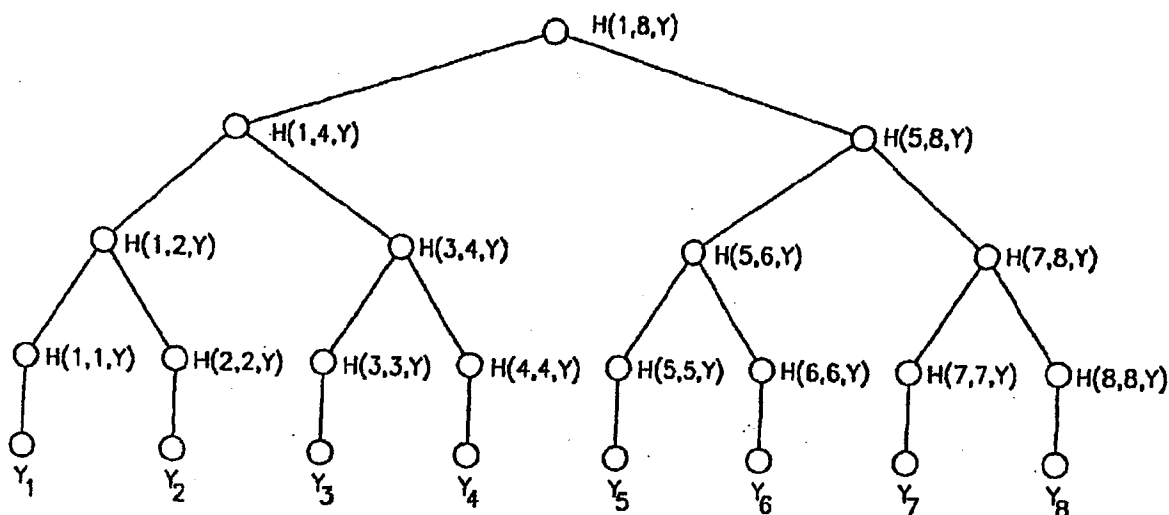 H(1,8,Y)
H(1,4,Y)
H(5,8,Y)
H(1,2,Y)
H(3,4,Y)
H(5,6,Y)
H(7,8,Y)
H(1,1,Y)
H(2,2,Y)
H(3,3,Y)
H(4,4,Y)
H(5,5,Y)
H(6,6,Y)
H(7,7,Y)
H(8,8,Y)
Y1
Y2
Y3
Y4
Y5
Y6
Y7
Y8